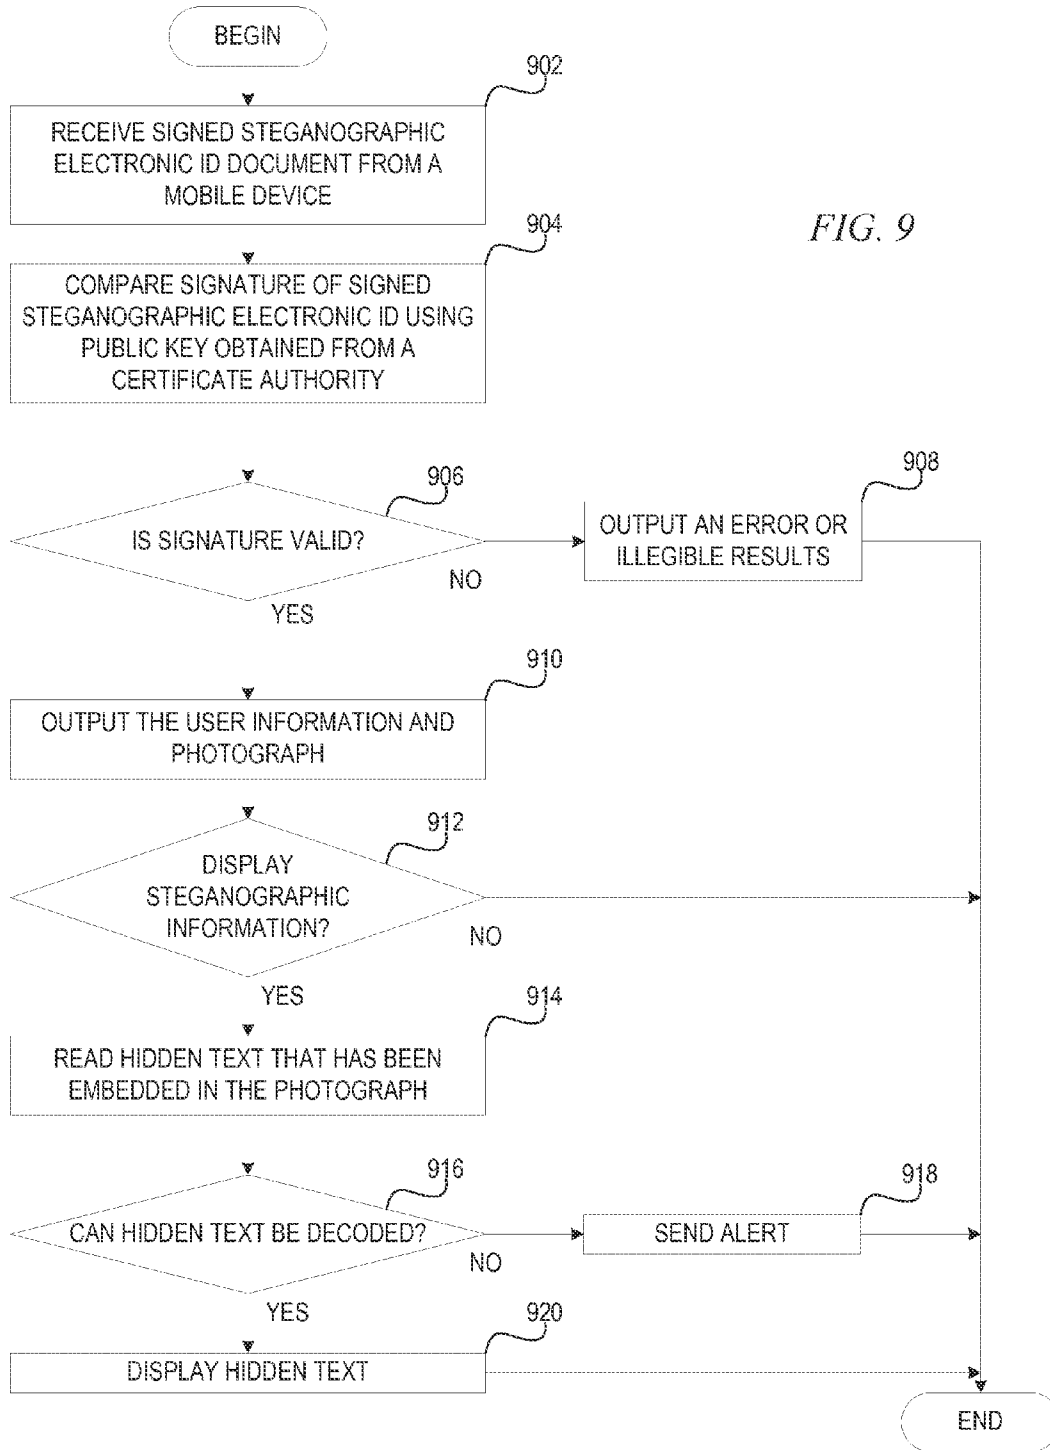 BEGIN
902
RECEIVE SIGNED STEGANOGRAPHIC
ELECTRONIC ID DOCUMENT FROM A
MOBILE DEVICE
904
FIG. 9
COMPARE SIGNATURE OF SIGNED
STEGANOGRAPHIC ELECTRONIC ID USING
PUBLIC KEY OBTAINED FROM A
CERTIFICATE AUTHORITY
906
908
IS SIGNATURE VALID?
OUTPUT AN ERROR OR
ILLEGIBLE RESULTS
NO
YES
910
OUTPUT THE USER INFORMATION AND
PHOTOGRAPH
912
DISPLAY
STEGANOGRAPHIC
INFORMATION?
NO
YES
914
READ HIDDEN TEXT THAT HAS BEEN
EMBEDDED IN THE PHOTOGRAPH
916
918
CAN HIDDEN TEXT BE DECODED?
SEND ALERT
NO
YES
920
DISPLAY HIDDEN TEXT
END